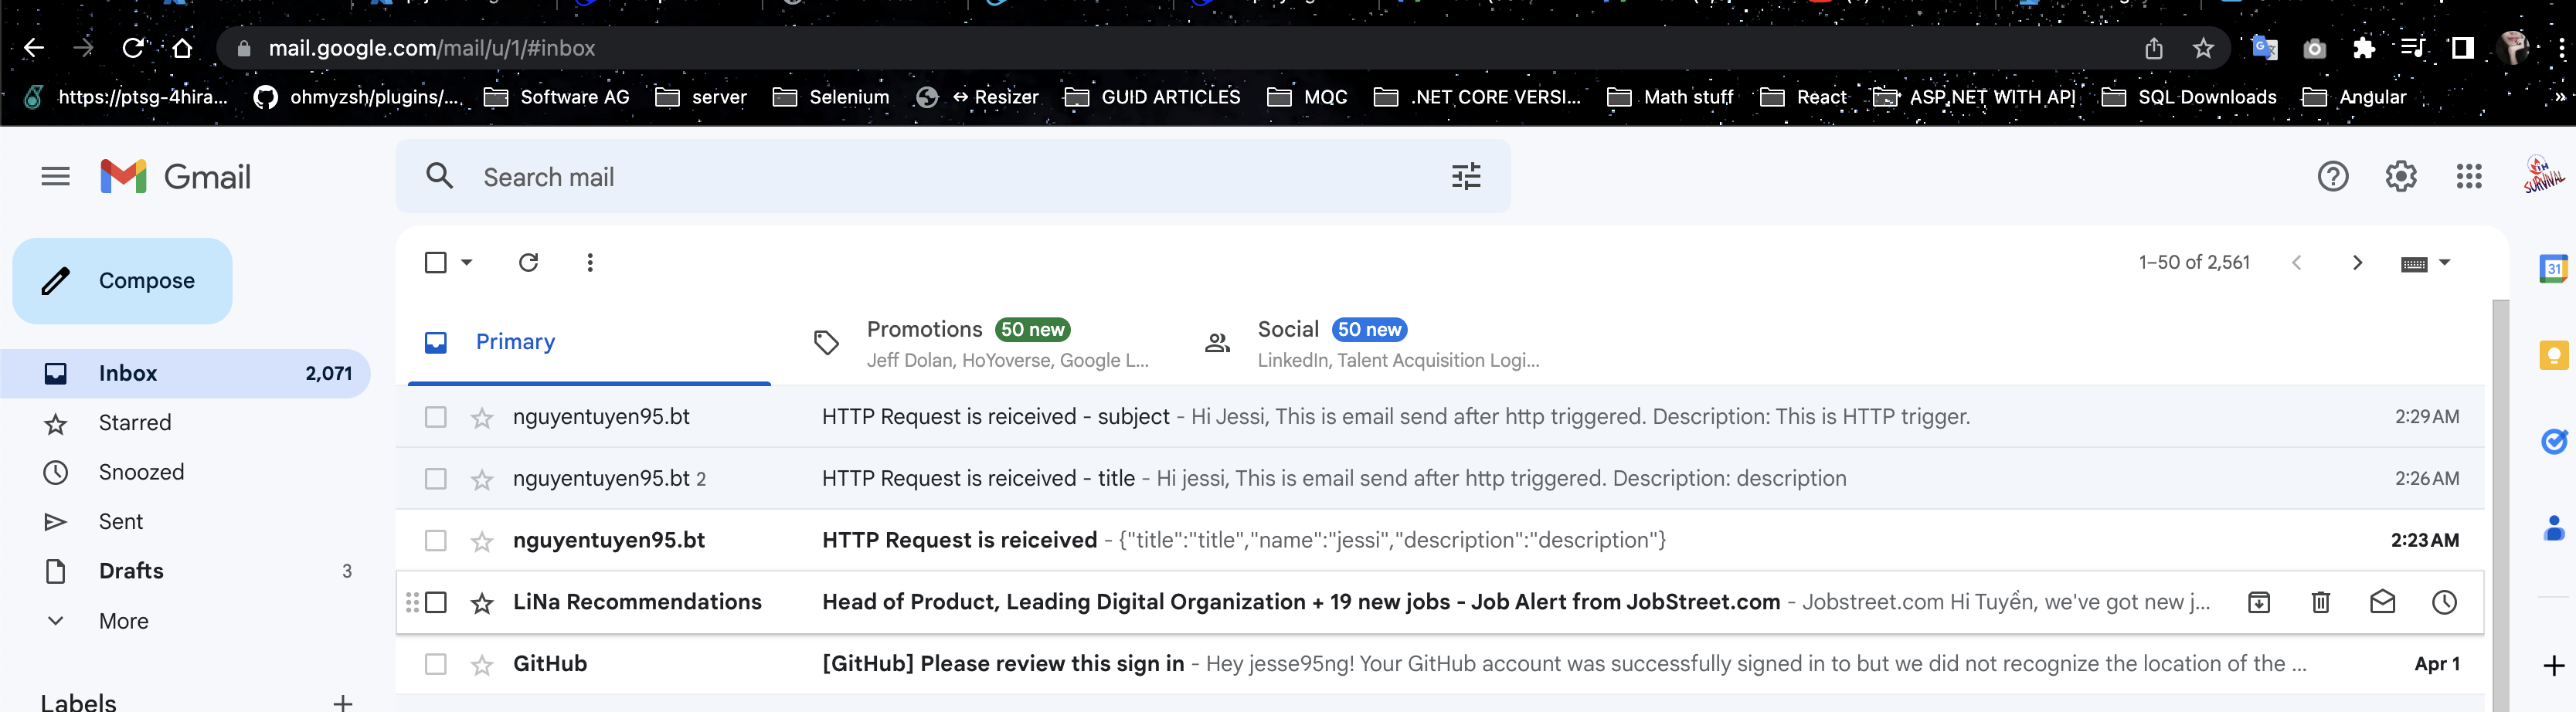 mail.google.com/mail/u/1/#inbox
https://ptsg-4hira... ohmyzsh/plugins/... Software AG server Selenium ↔ Resizer GUID ARTICLES MQC .NET CORE VERSI... Math stuff React ASP.NET WITH API SQL Downloads Angular »
Gmail
Search mail
SURVIVAL
Compose
1–50 of 2,561
31
Primary
Promotions 50 new
Jeff Dolan, HoYoverse, Google L...
Social 50 new
LinkedIn, Talent Acquisition Logi...
Inbox 2,071
Starred
Snoozed
Sent
Drafts 3
More
Labels
nguyentuyen95.bt HTTP Request is reiceived - subject - Hi Jessi, This is email send after http triggered. Description: This is HTTP trigger. 2:29 AM
nguyentuyen95.bt 2 HTTP Request is reiceived - title - Hi jessi, This is email send after http triggered. Description: description 2:26 AM
nguyentuyen95.bt HTTP Request is reiceived - {"title":"title","name":"jessi","description":"description"} 2:23 AM
LiNa Recommendations Head of Product, Leading Digital Organization + 19 new jobs - Job Alert from JobStreet.com - Jobstreet.com Hi Tuyển, we've got new j...
GitHub [GitHub] Please review this sign in - Hey jesse95ng! Your GitHub account was successfully signed in to but we did not recognize the location of the ... Apr 1